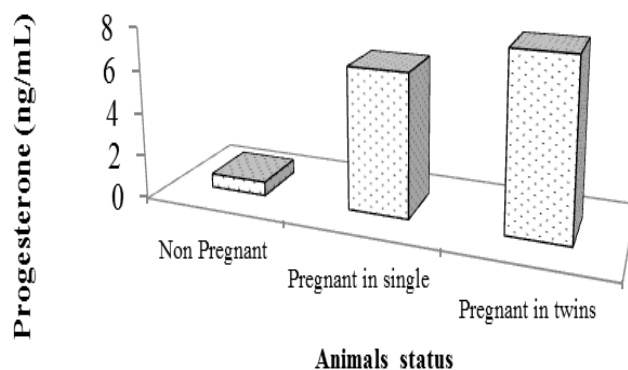 Progesterone (ng/mL)
8
6
4
2
0
Non Pregnant
Pregnant in single
Pregnant in twins
Animals status